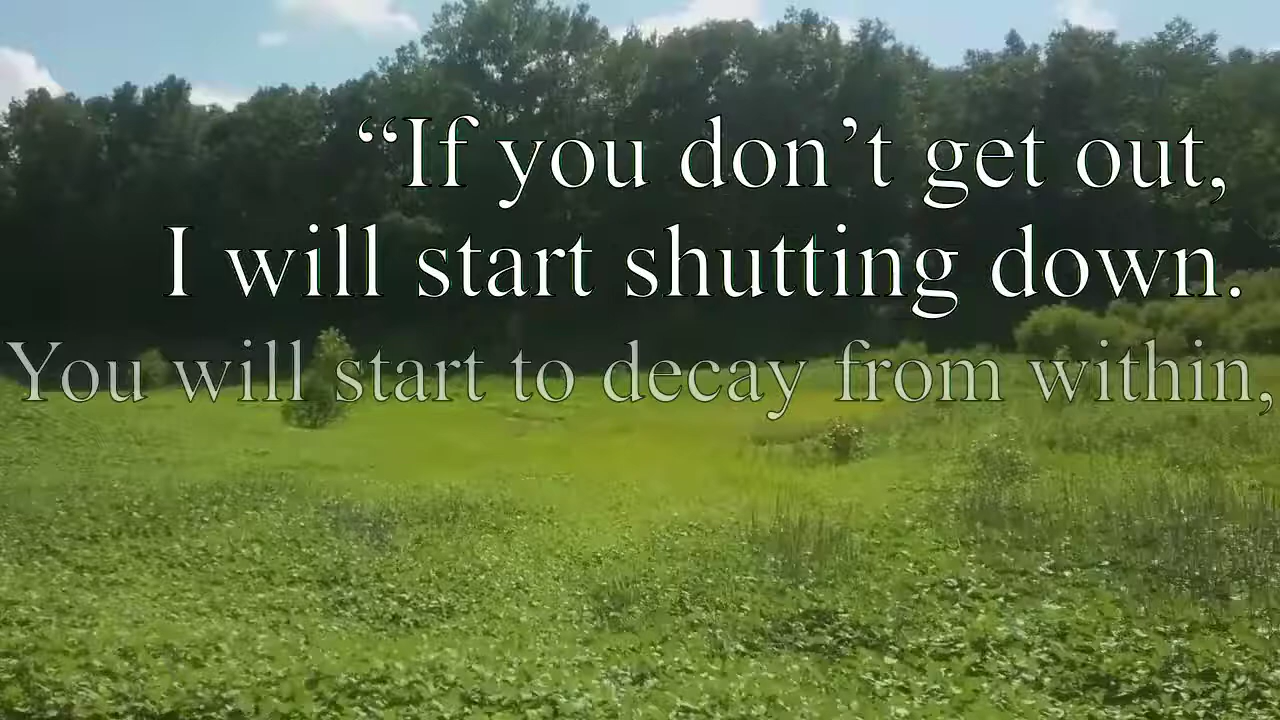 “If you don’t get out,
I will start shutting down.
You will start to decay from within,